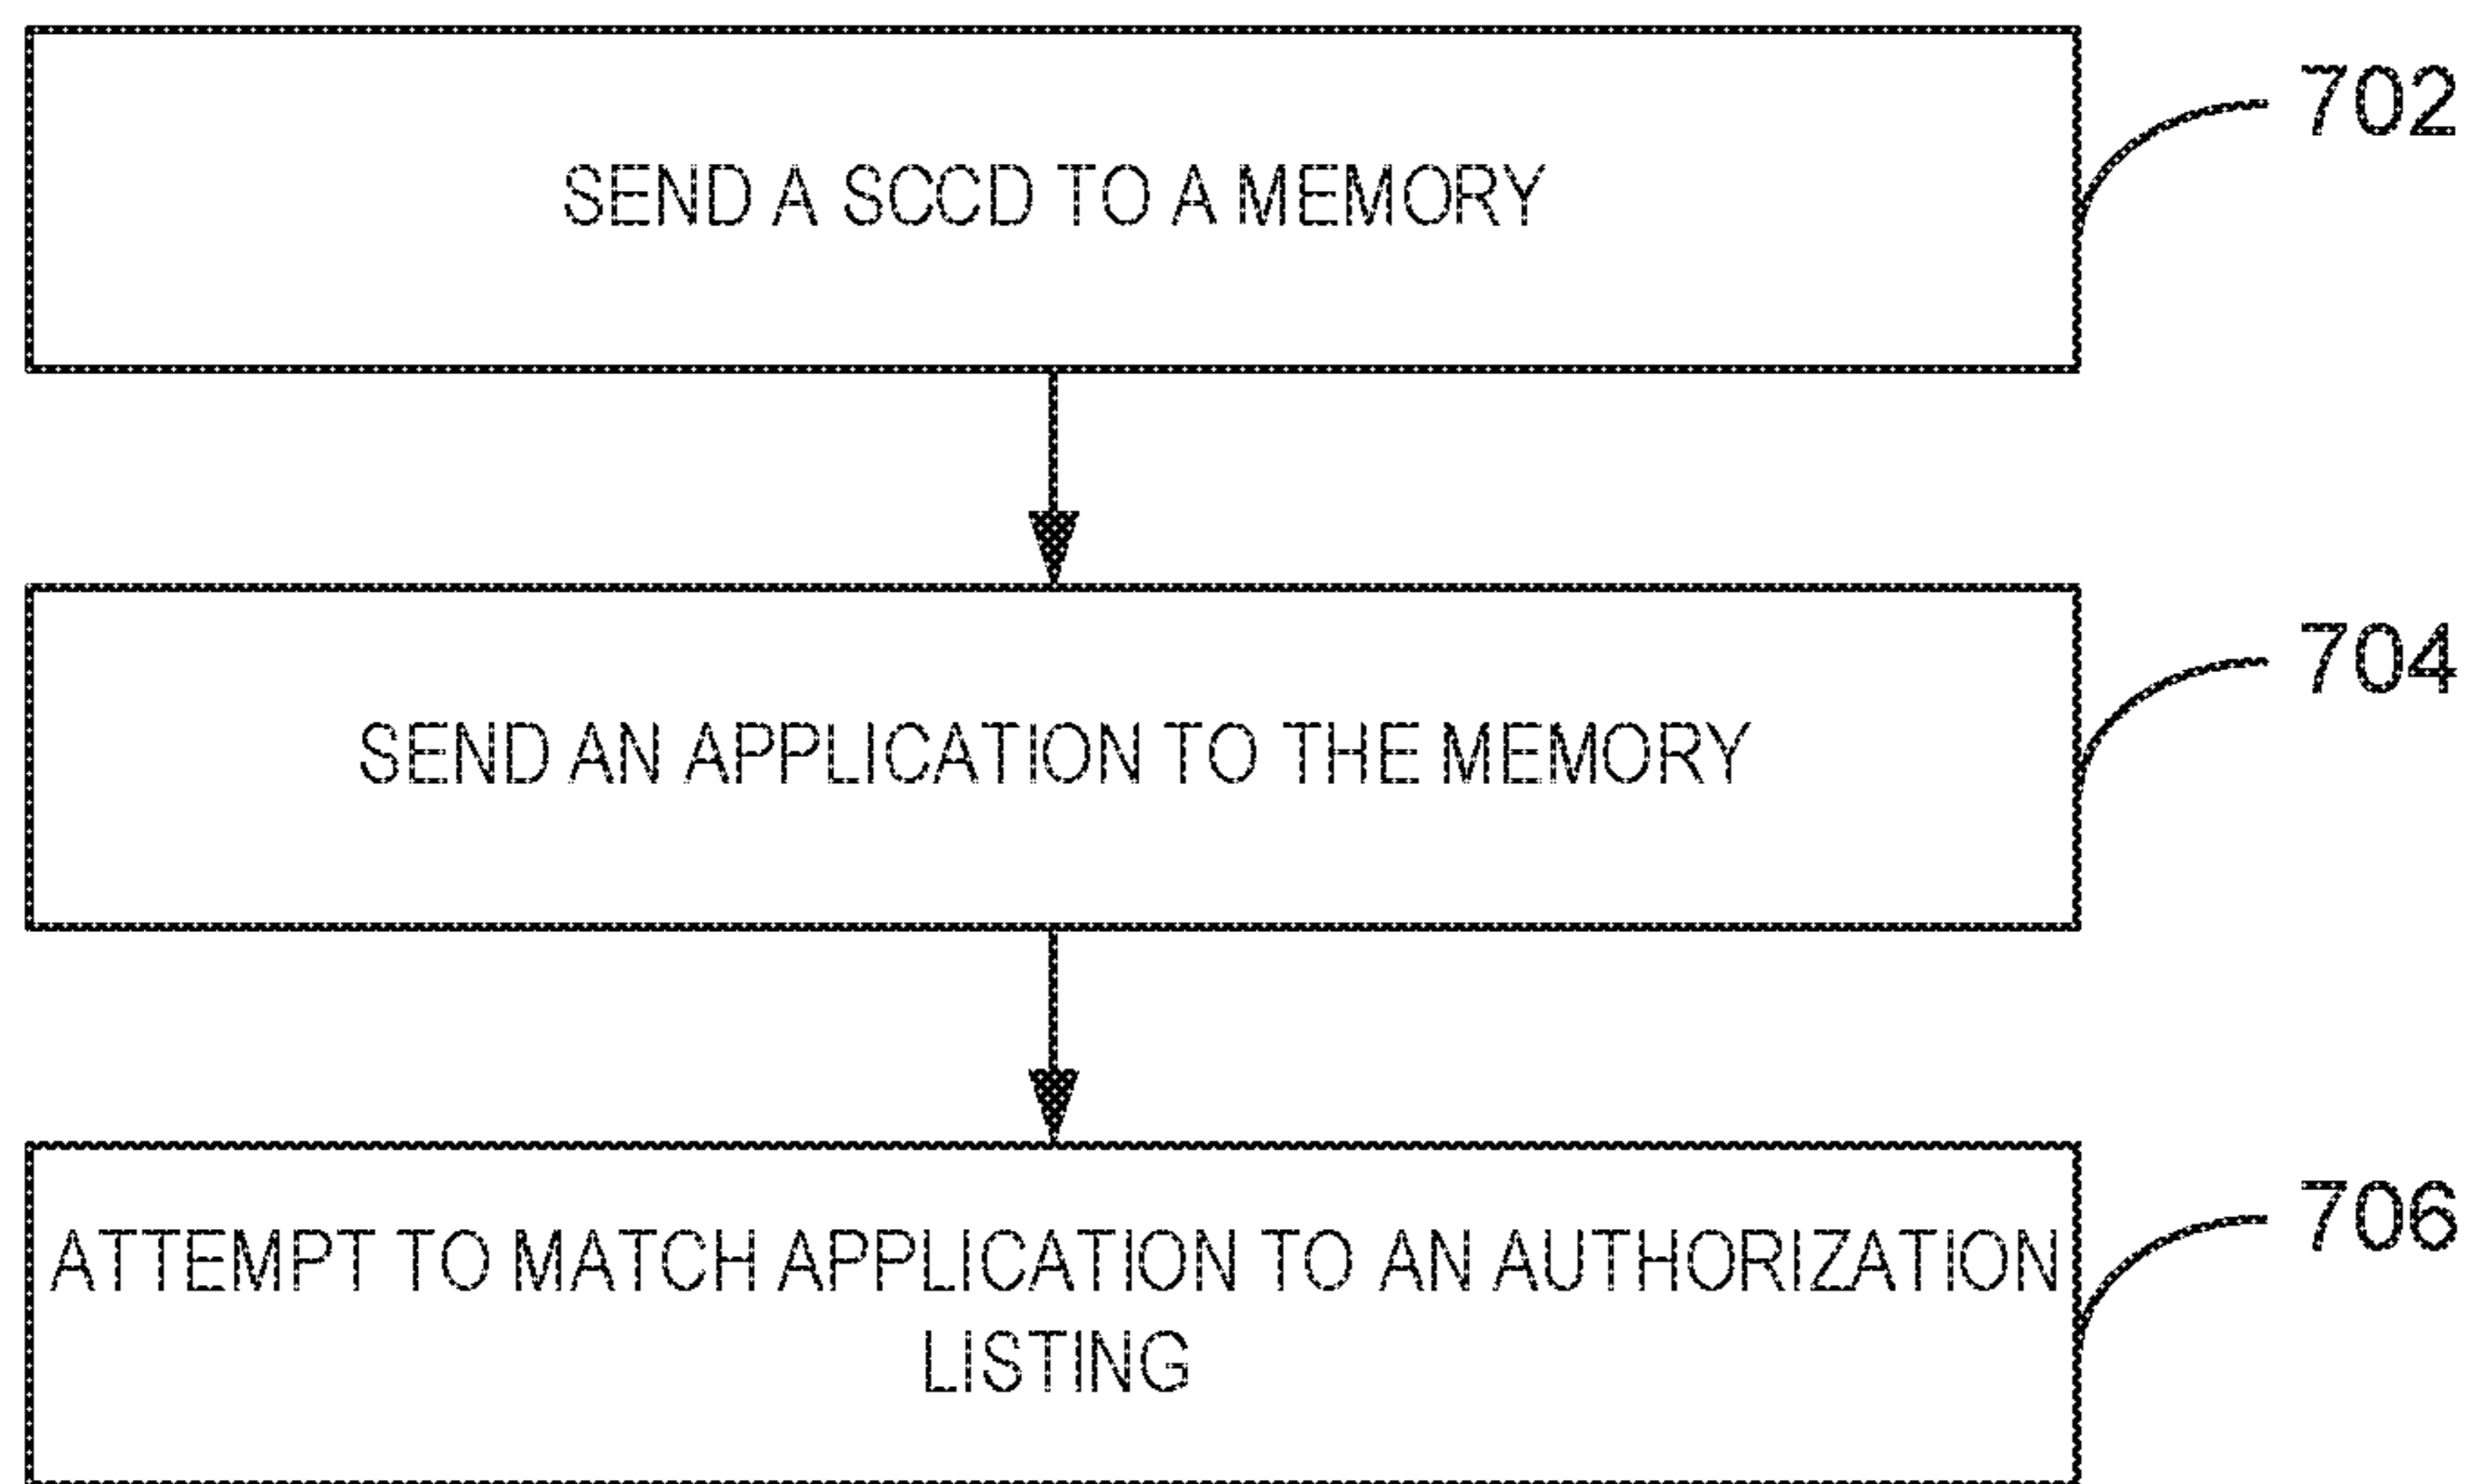 SEND A SCCD TO A MEMORY
702
SEND AN APPLICATION TO THE MEMORY
704
ATTEMPT TO MATCH APPLICATION TO AN AUTHORIZATION
LISTING
706